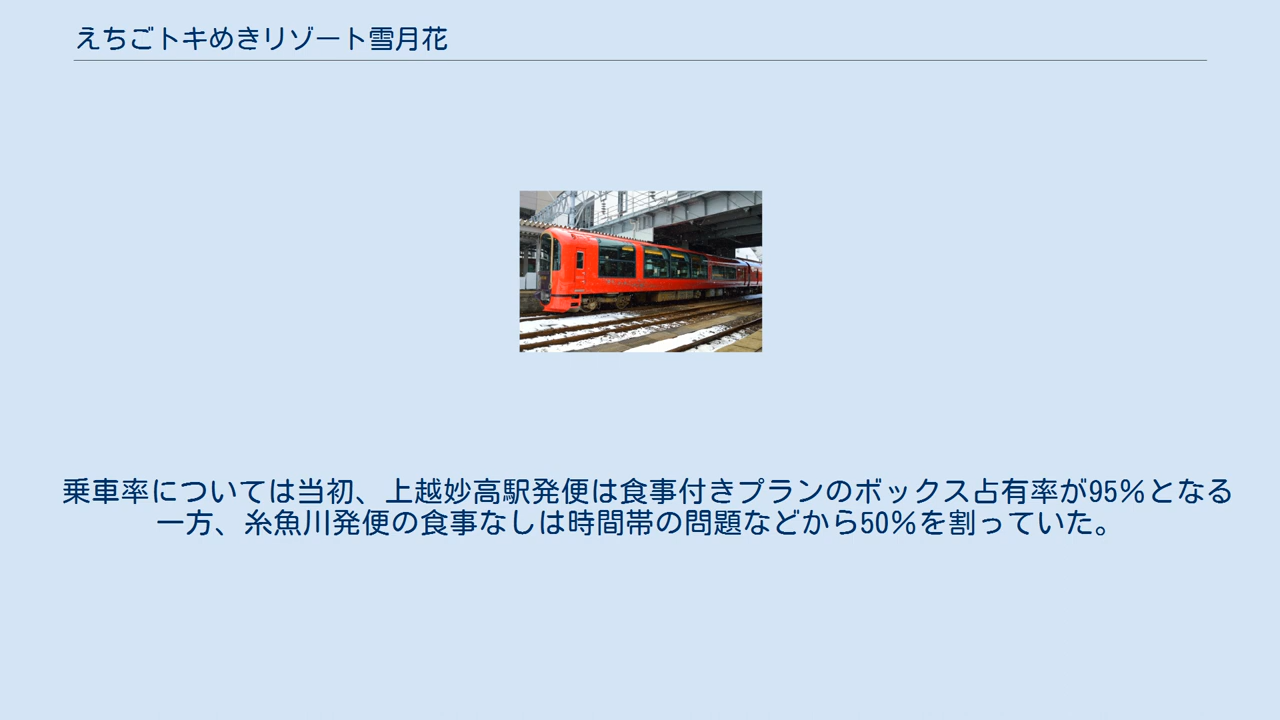 えちごトキめきリゾート雪月花
乗車率については当初、上越妙高駅発便は食事付きプランのボックス占有率が95％となる
一方、糸魚川発便の食事なしは時間帯の問題などから50％を割っていた。